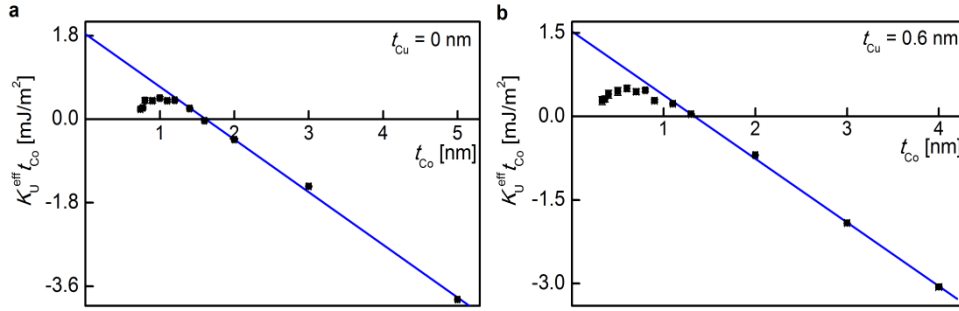 a
t_Cu = 0 nm
K_U^eff t_Co [mJ/m²]
1.8
0.0
-1.8
-3.6
1 2 3 4 5
t_Co [nm]
b
t_Cu = 0.6 nm
K_U^eff t_Co [mJ/m²]
1.5
0.0
-1.5
-3.0
1 2 3 4
t_Co [nm]